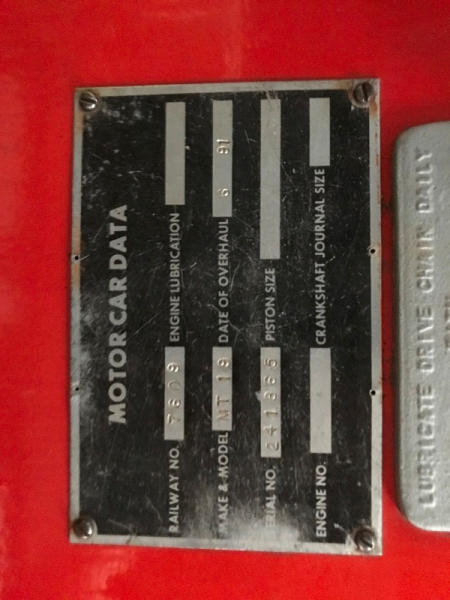 MOTOR CAR DATA
RAILWAY NO. 7609 ENGINE LUBRICATION
MAKE & MODEL MT 19 DATE OF OVERHAUL 6 91
SERIAL NO. 241865 PISTON SIZE
ENGINE NO. CRANKSHAFT JOURNAL SIZE
LUBRICATE DRIVE CHAIN DAILY